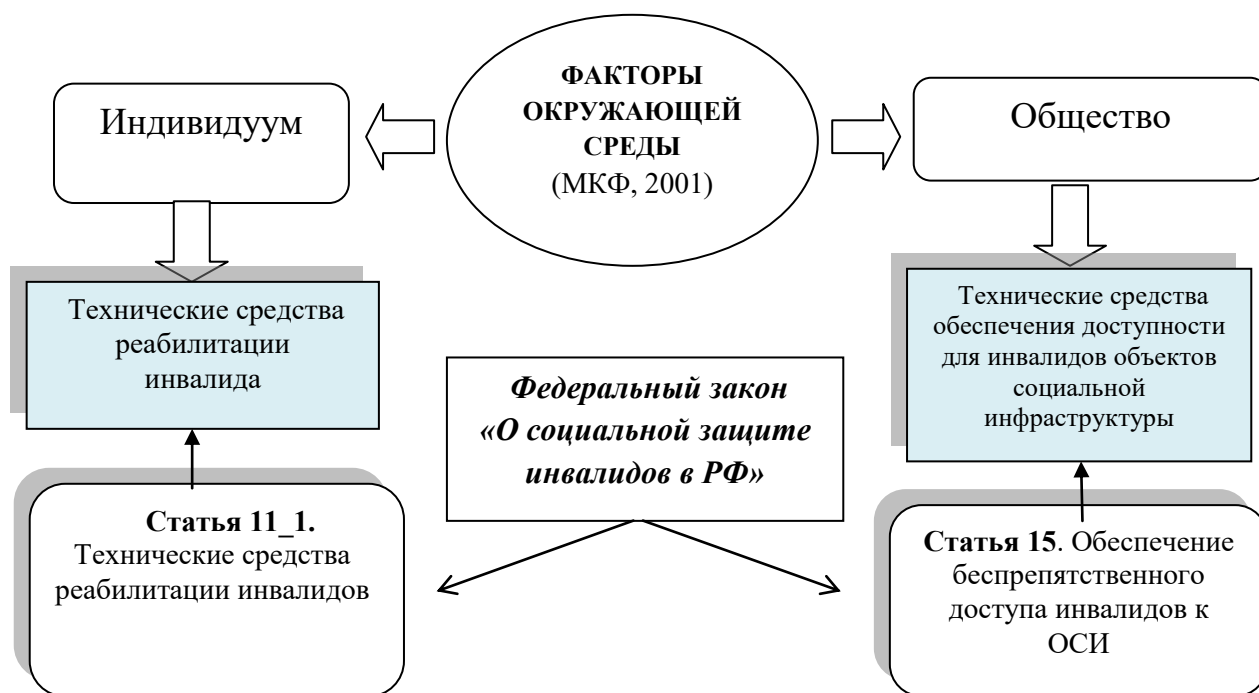 ФАКТОРЫ
ОКРУЖАЮЩЕЙ
СРЕДЫ
(МКФ, 2001)
Индивидуум
Общество
Технические средства
реабилитации
инвалида
Технические средства
обеспечения доступности
для инвалидов объектов
социальной
инфраструктуры
Федеральный закон
«О социальной защите
инвалидов в РФ»
Статья 11_1.
Технические средства
реабилитации инвалидов
Статья 15. Обеспечение
беспрепятственного
доступа инвалидов к
ОСИ